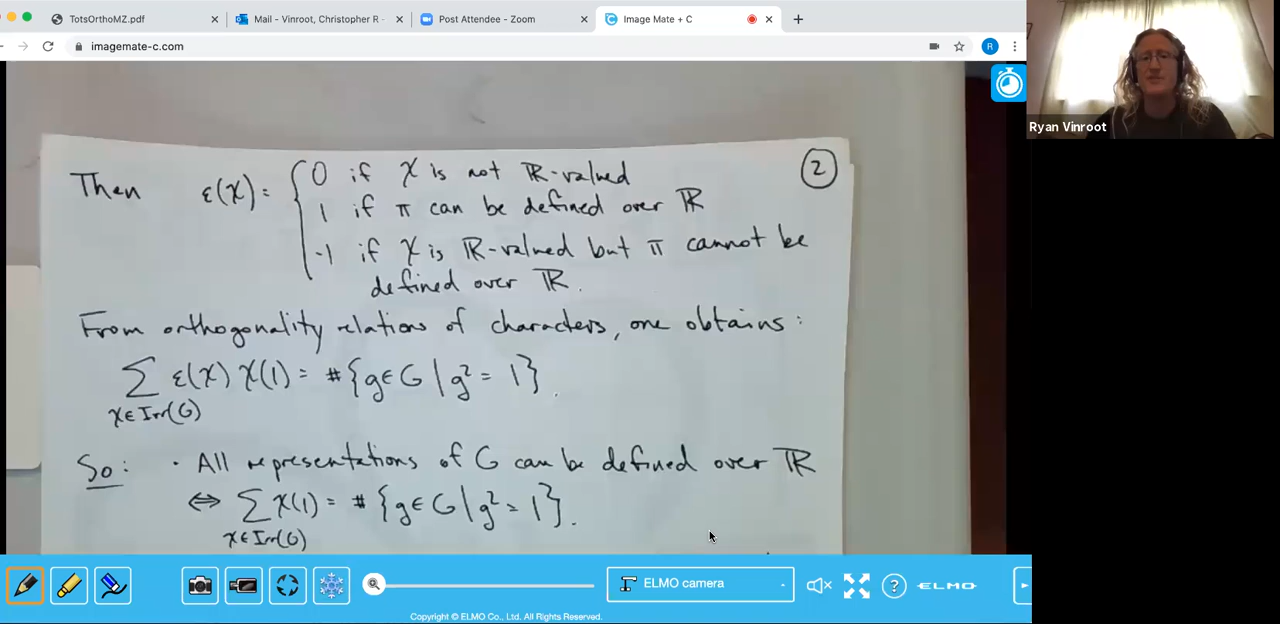 TotsOrthoMZ.pdf
Mail - Vinroot, Christopher R -
Post Attendee - Zoom
Image Mate + C
imagemate-c.com
R
Ryan Vinroot
②
Then ε(χ) = { 0 if χ is not ℝ-valued
1 if π can be defined over ℝ
-1 if χ is ℝ-valued but π cannot be
defined over ℝ.
From orthogonality relations of characters, one obtains:
∑ ε(χ) χ(1) = #{g∈G | g² = 1}.
χ∈Irr(G)
So: · All representations of G can be defined over ℝ
⇔ ∑ χ(1) = #{g∈G | g² = 1}.
χ∈Irr(G)
ELMO camera
ELMO
Copyright © ELMO Co., Ltd. All Rights Reserved.